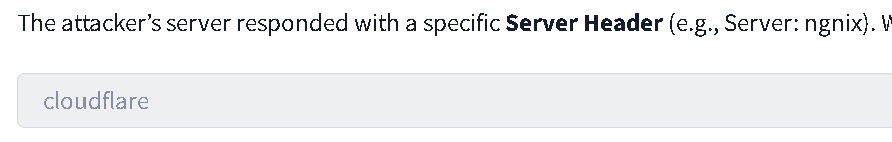 The attacker’s server responded with a specific Server Header (e.g., Server: ngnix). W
cloudflare